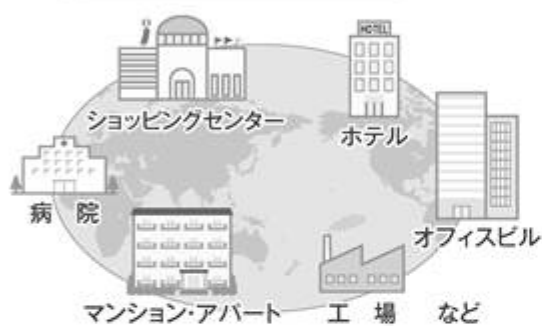 HOTEL
ショッピングセンター
ホテル
病 院
オフィスビル
マンション・アパート
工 場 など